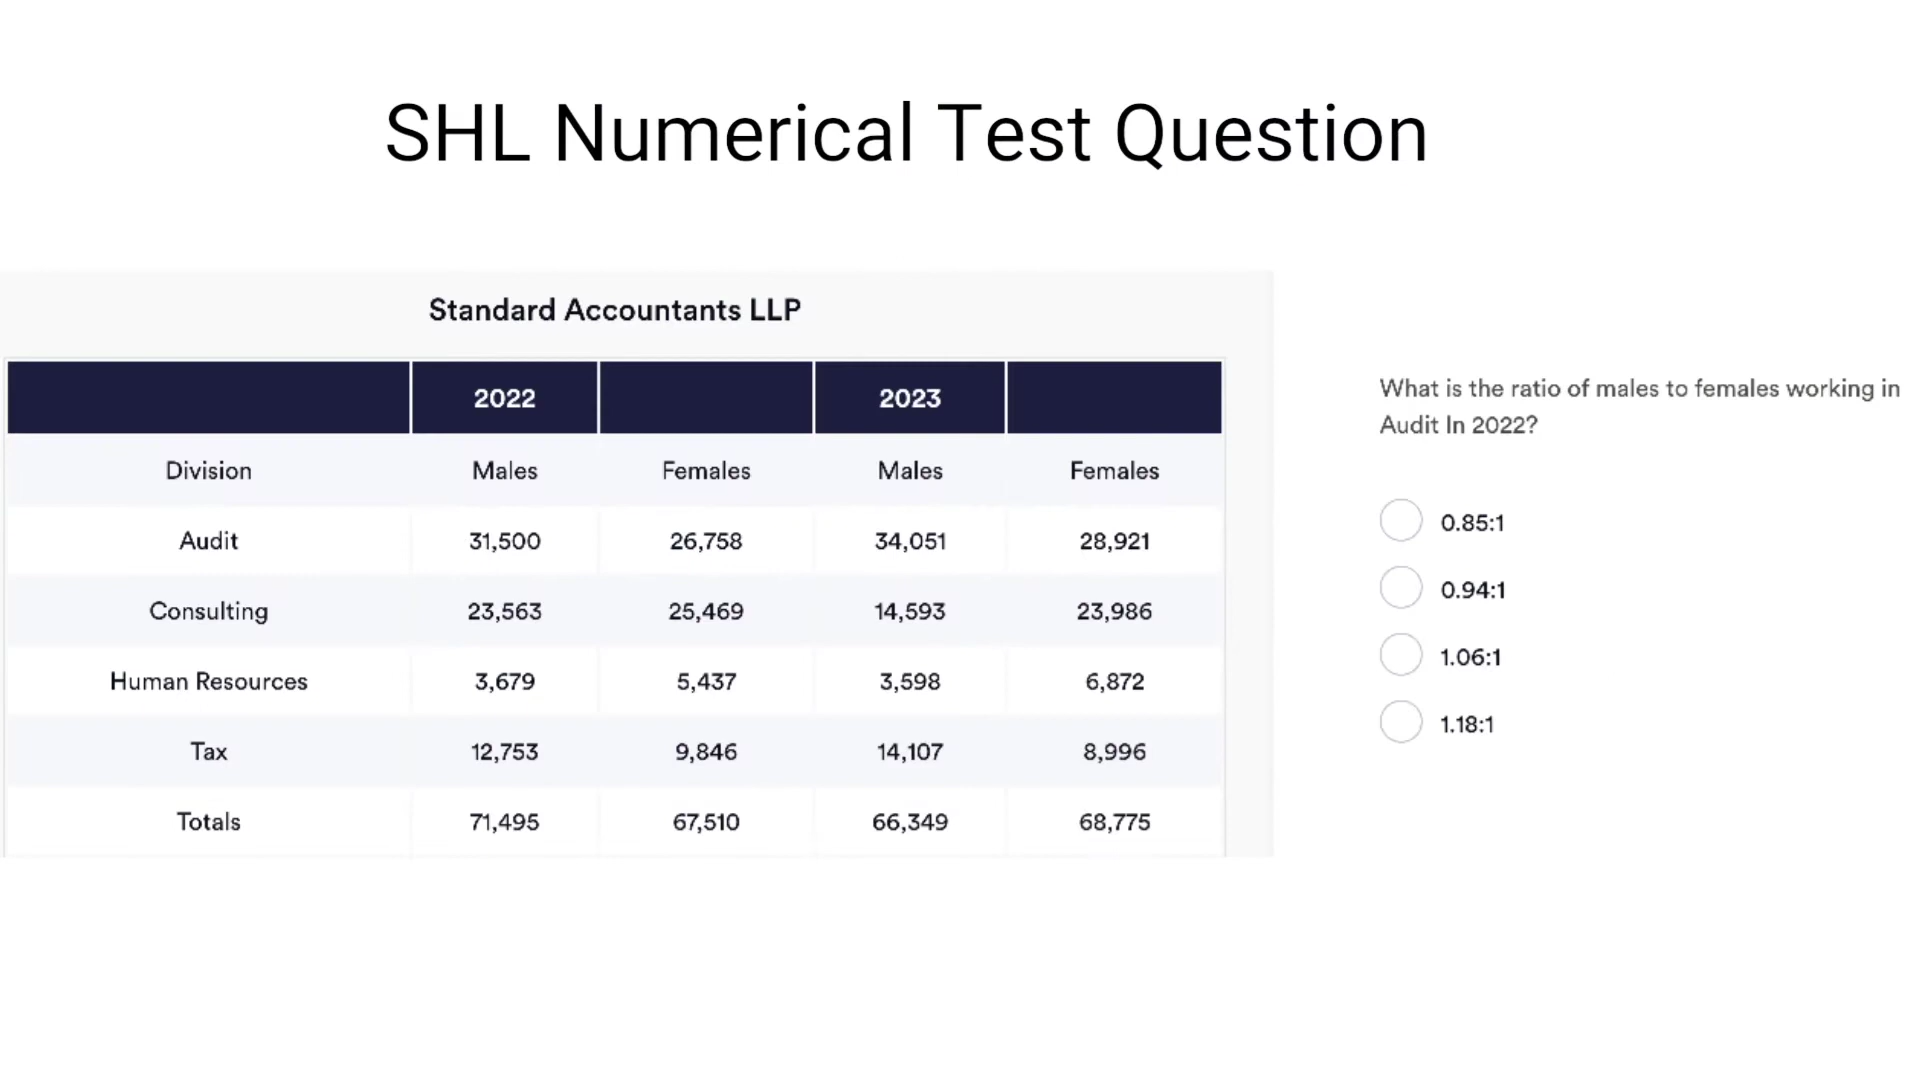 SHL Numerical Test Question
Standard Accountants LLP
2022 2023
Division Males Females Males Females
Audit 31,500 26,758 34,051 28,921
Consulting 23,563 25,469 14,593 23,986
Human Resources 3,679 5,437 3,598 6,872
Tax 12,753 9,846 14,107 8,996
Totals 71,495 67,510 66,349 68,775
What is the ratio of males to females working in
Audit In 2022?
0.85:1
0.94:1
1.06:1
1.18:1